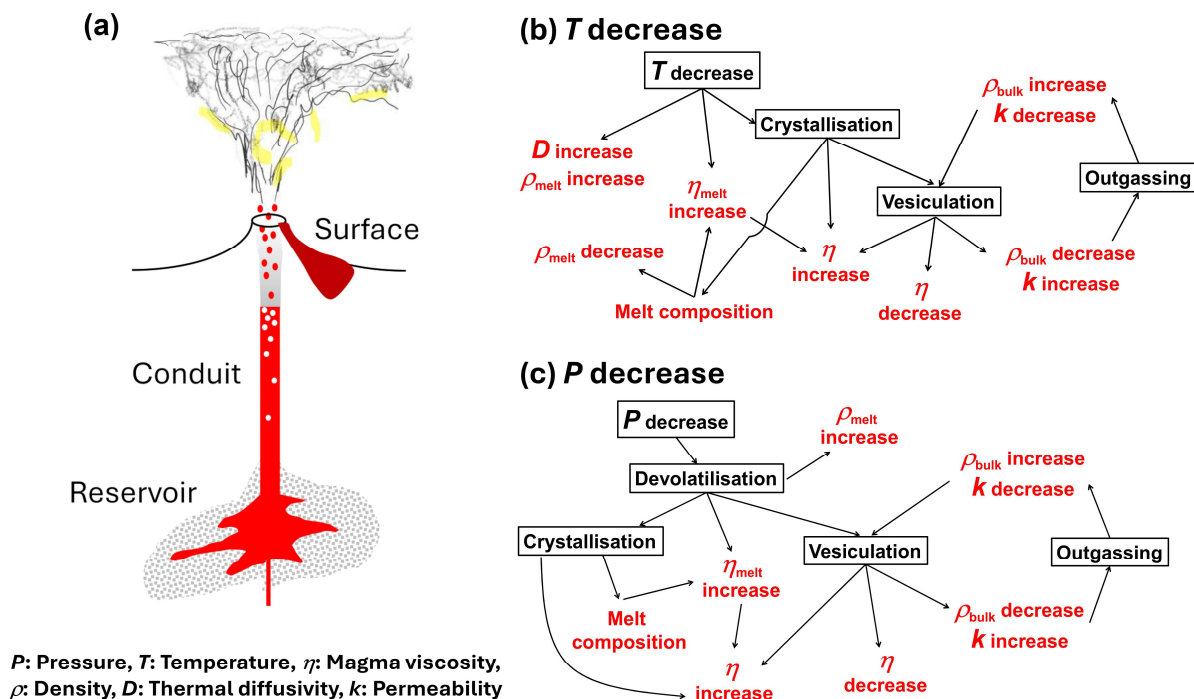 (a)
Surface
Conduit
Reservoir
P: Pressure, T: Temperature, η: Magma viscosity,
ρ: Density, D: Thermal diffusivity, k: Permeability
(b) T decrease
T decrease
Crystallisation
D increase
ρmelt increase
ηmelt
increase
ρmelt decrease
Melt composition
η
increase
Vesiculation
η
decrease
ρbulk increase
k decrease
Outgassing
ρbulk decrease
k increase
(c) P decrease
P decrease
ρmelt
increase
Devolatilisation
Crystallisation
Melt
composition
ηmelt
increase
η
increase
Vesiculation
η
decrease
ρbulk increase
k decrease
Outgassing
ρbulk decrease
k increase